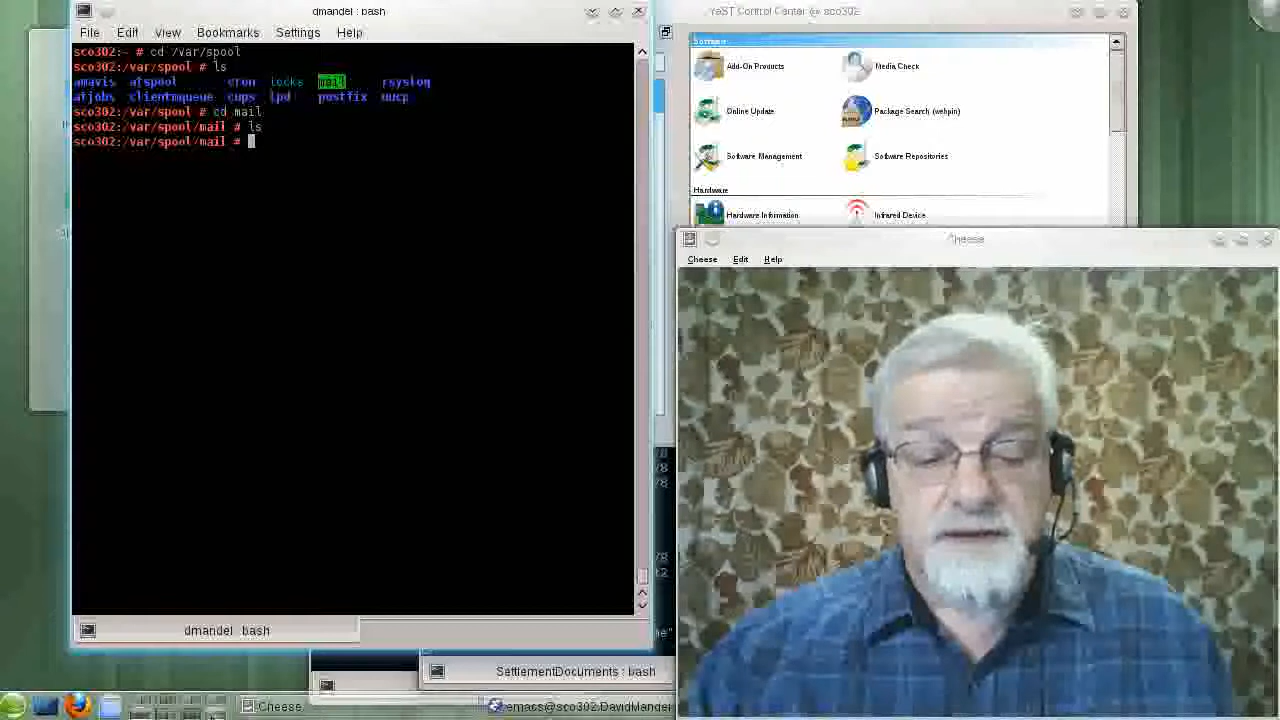 dmandel : bash
File Edit View Bookmarks Settings Help
sco302:~ # cd /var/spool
sco302:/var/spool # ls
amavis atspool cron locks mail rsyslog
atjobs clientmqueue cups lpd postfix uucp
sco302:/var/spool # cd mail
sco302:/var/spool/mail # ls
sco302:/var/spool/mail #
dmandel : bash
YaST Control Center @ sco302
Software
Add-On Products Media Check
Online Update Package Search (webpin)
Software Management Software Repositories
Hardware
Hardware Information Infrared Device
Cheese
Cheese Edit Help
SettlementDocuments : bash
Cheese
emacs@sco302.DavidMandel